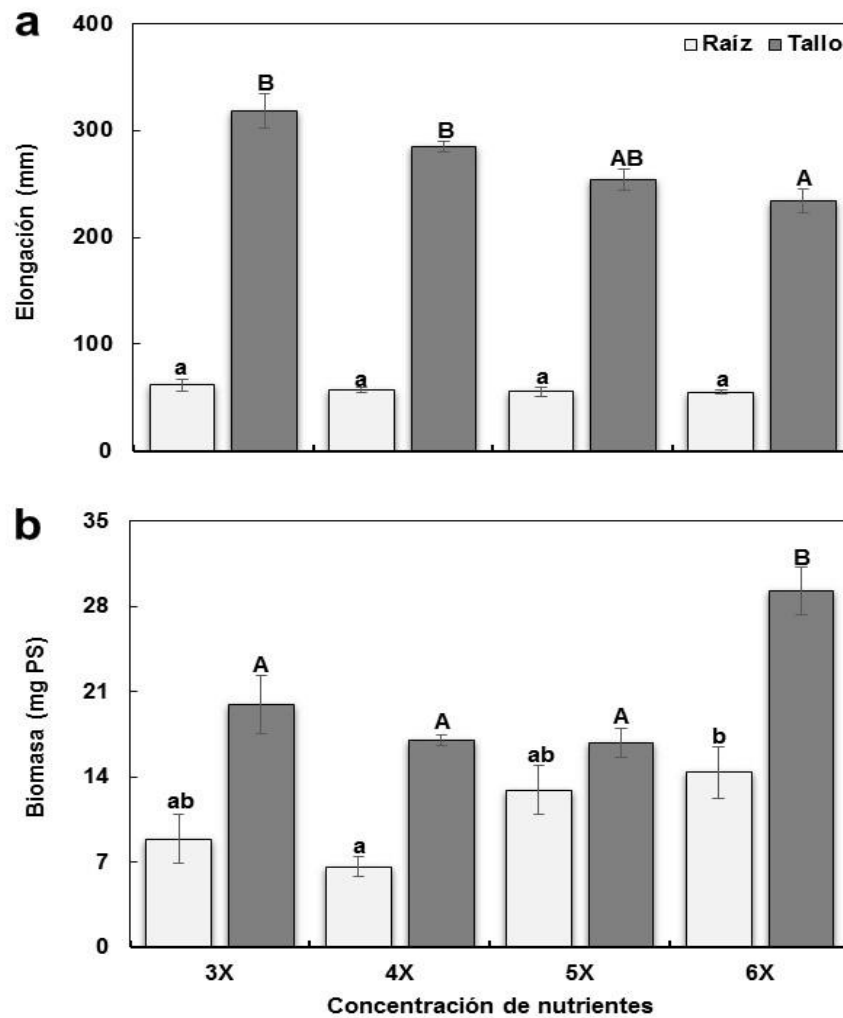 a
400
300
200
100
0
Elongación (mm)
Raíz Tallo
B
B
AB
A
a
a
a
a
b
35
28
21
14
7
0
Biomasa (mg PS)
ab
A
a
A
ab
A
b
B
3X 4X 5X 6X
Concentración de nutrientes